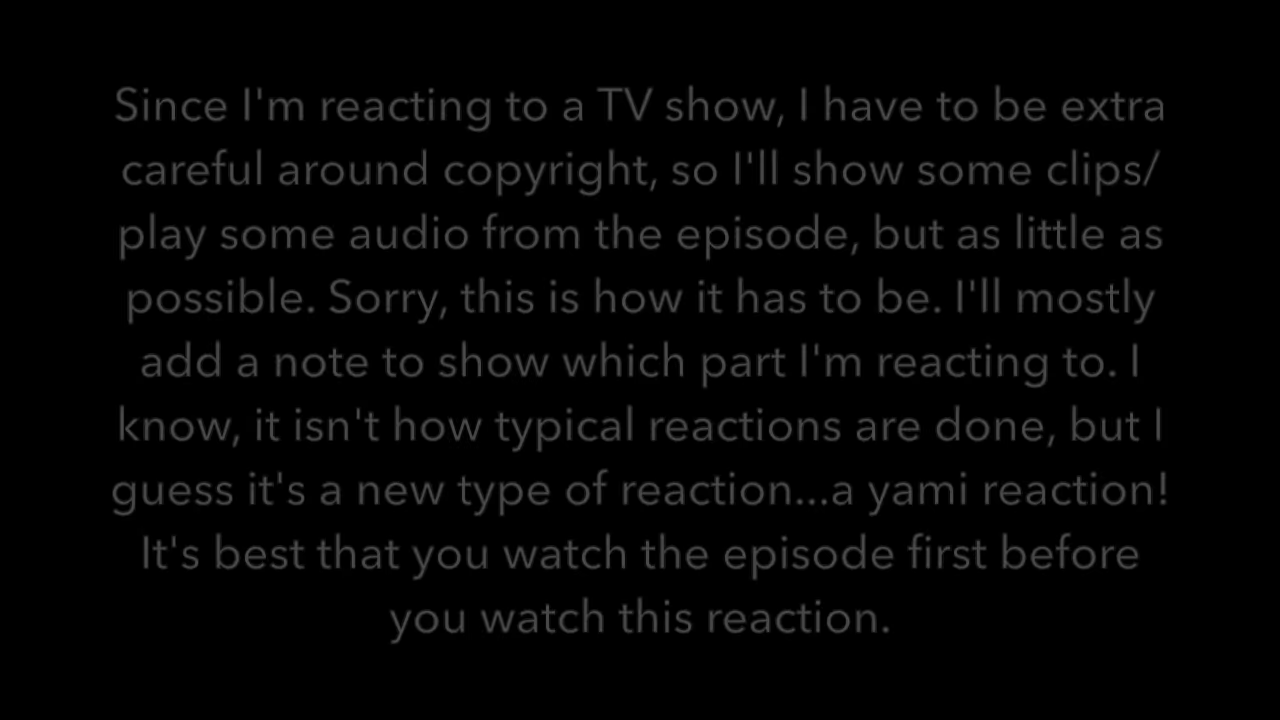 Since I'm reacting to a TV show, I have to be extra
careful around copyright, so I'll show some clips/
play some audio from the episode, but as little as
possible. Sorry, this is how it has to be. I'll mostly
add a note to show which part I'm reacting to. I
know, it isn't how typical reactions are done, but I
guess it's a new type of reaction...a yami reaction!
It's best that you watch the episode first before
you watch this reaction.